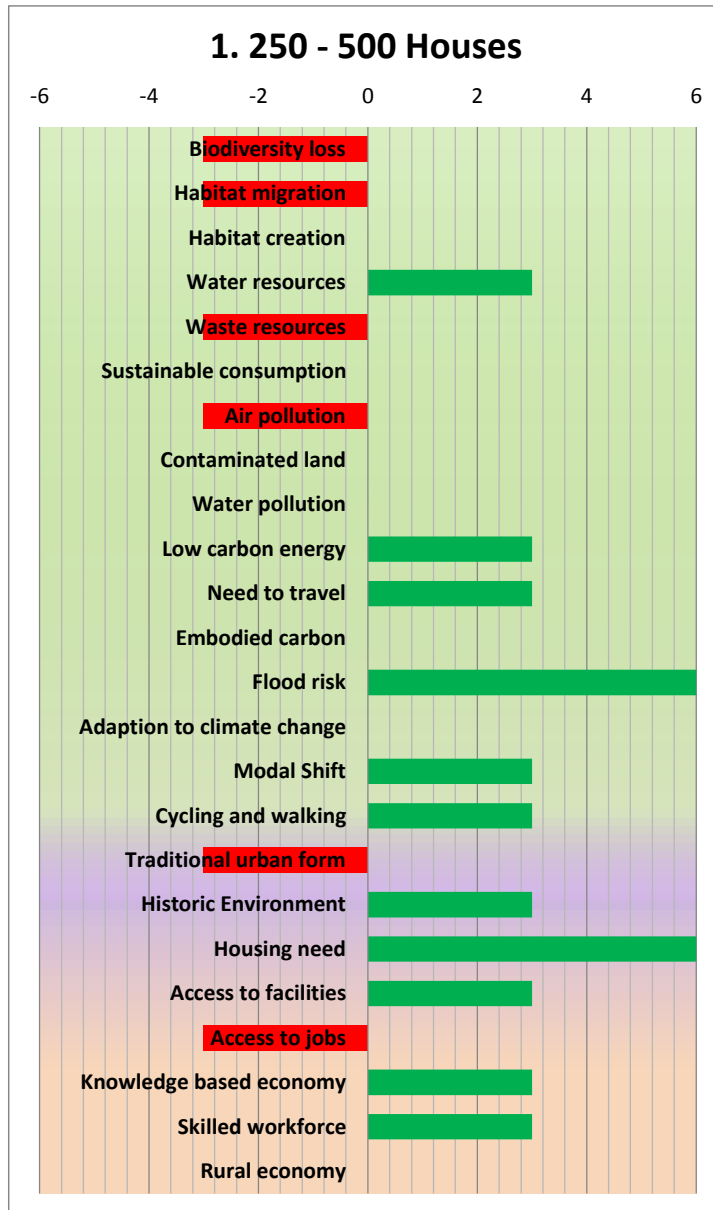 1. 250 - 500 Houses
-6 -4 -2 0 2 4 6
Biodiversity loss
Habitat migration
Habitat creation
Water resources
Waste resources
Sustainable consumption
Air pollution
Contaminated land
Water pollution
Low carbon energy
Need to travel
Embodied carbon
Flood risk
Adaption to climate change
Modal Shift
Cycling and walking
Traditional urban form
Historic Environment
Housing need
Access to facilities
Access to jobs
Knowledge based economy
Skilled workforce
Rural economy